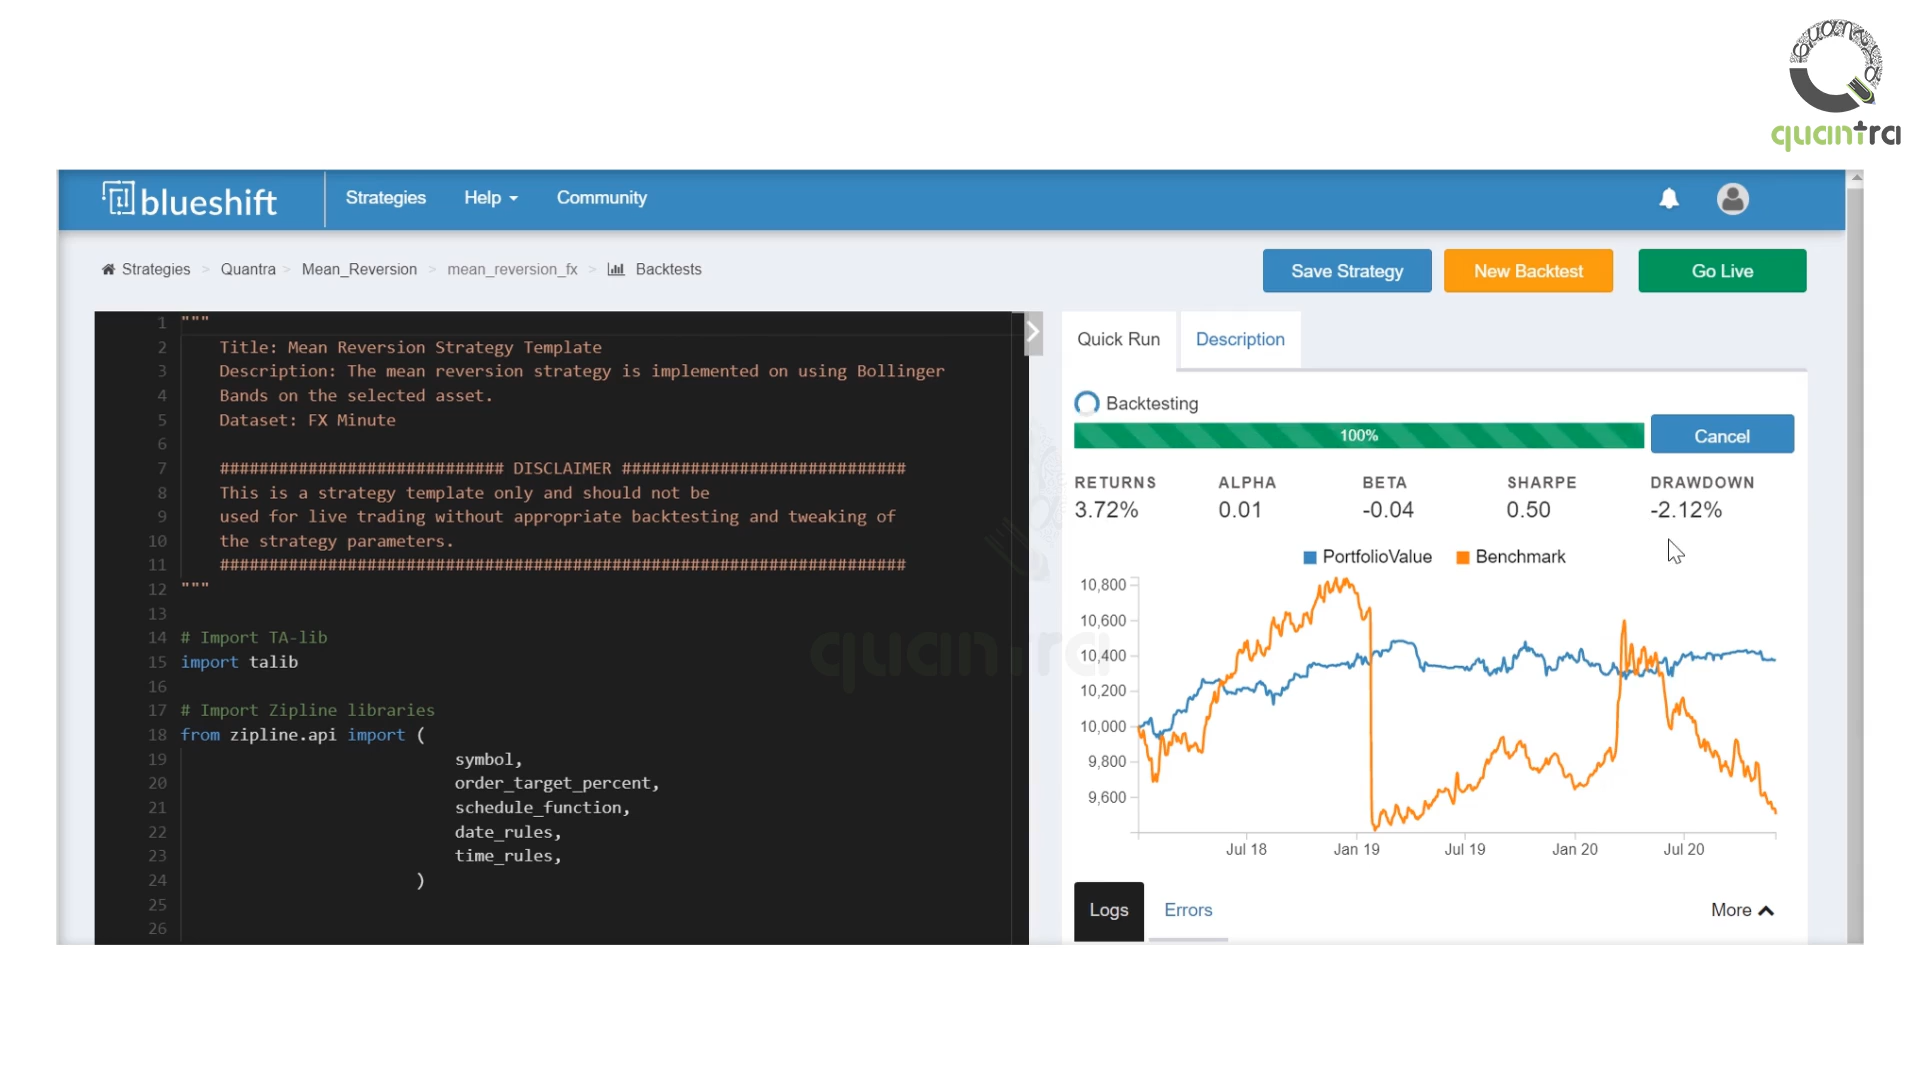 quantra
blueshift
Strategies Help Community
Strategies > Quantra > Mean_Reversion > mean_reversion_fx > Backtests
Save Strategy New Backtest Go Live
1 """
2 Title: Mean Reversion Strategy Template
3 Description: The mean reversion strategy is implemented on using Bollinger
4 Bands on the selected asset.
5 Dataset: FX Minute
6
7 ############################# DISCLAIMER #############################
8 This is a strategy template only and should not be
9 used for live trading without appropriate backtesting and tweaking of
10 the strategy parameters.
11 ######################################################################
12 """
13
14 # Import TA-lib
15 import talib
16
17 # Import Zipline libraries
18 from zipline.api import (
19 symbol,
20 order_target_percent,
21 schedule_function,
22 date_rules,
23 time_rules,
24 )
25
26
Quick Run Description
Backtesting
100%
Cancel
RETURNS ALPHA BETA SHARPE DRAWDOWN
3.72% 0.01 -0.04 0.50 -2.12%
PortfolioValue Benchmark
10,800
10,600
10,400
10,200
10,000
9,800
9,600
Jul 18 Jan 19 Jul 19 Jan 20 Jul 20
Logs Errors More
quantra